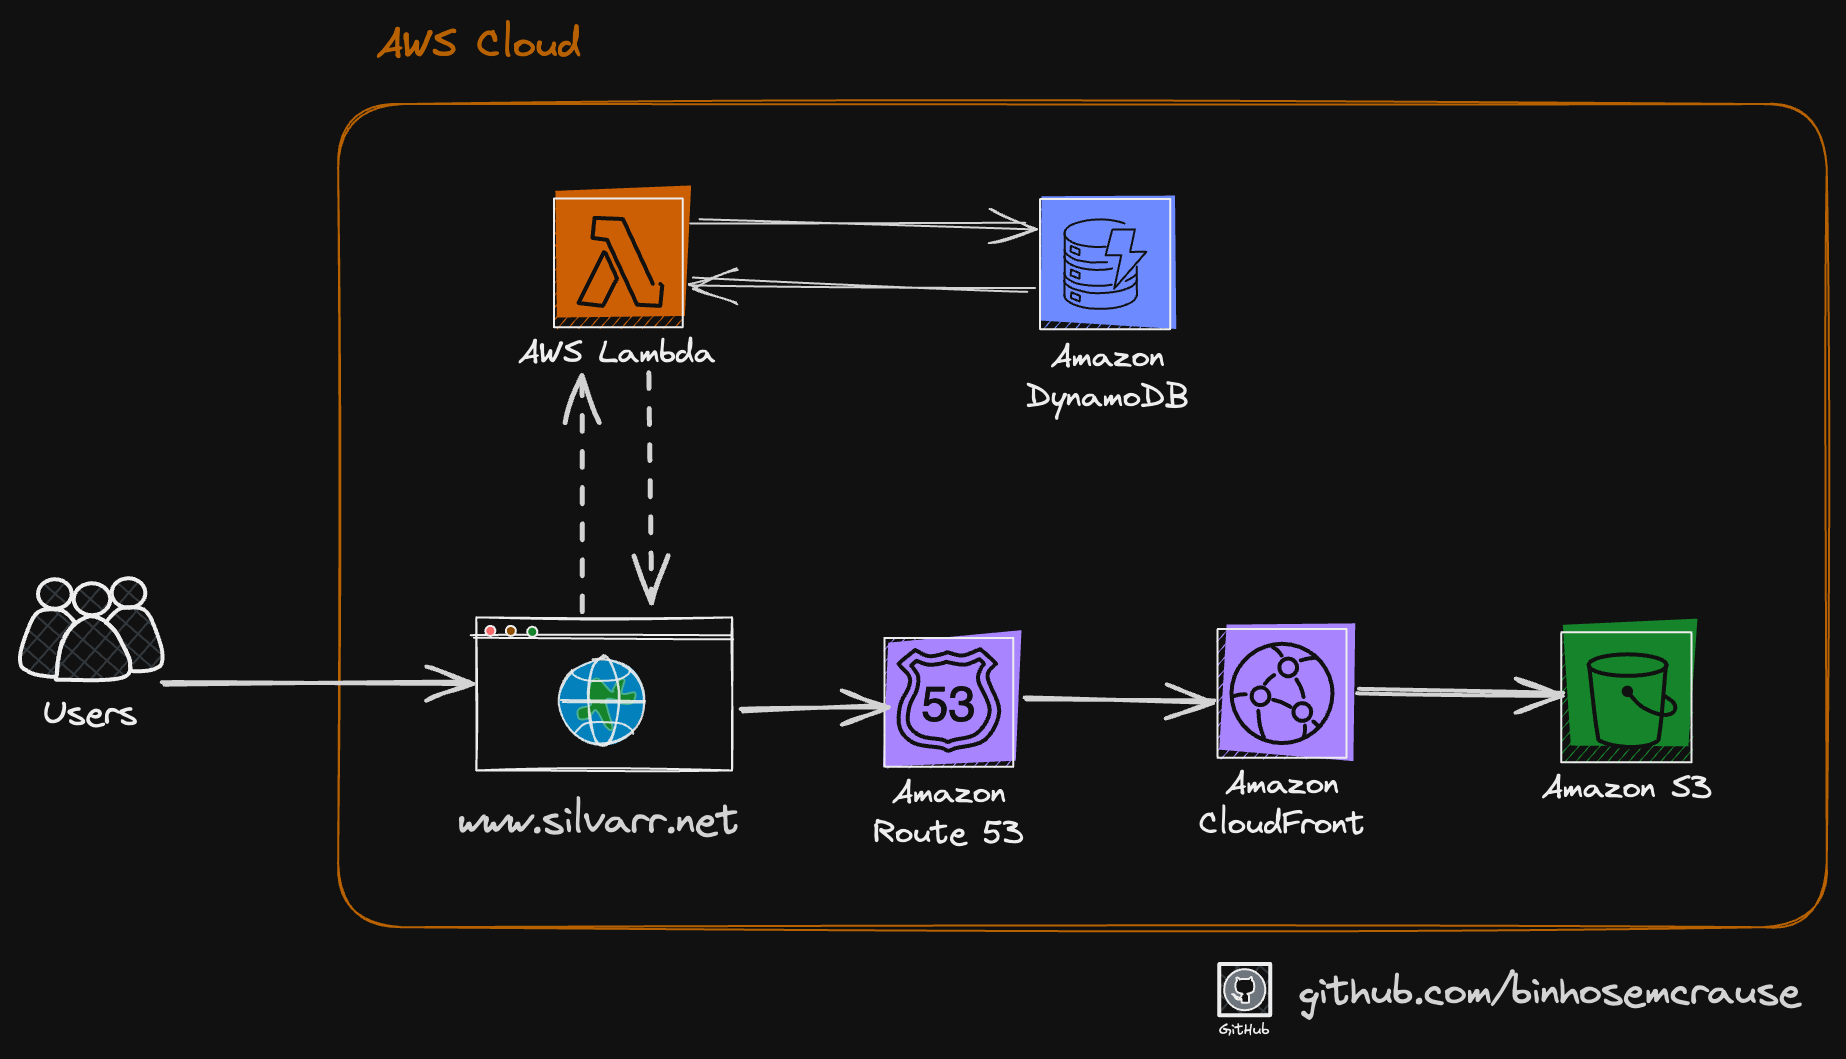 AWS Cloud
AWS Lambda
Amazon
DynamoDB
Users
www.silvarr.net
53
Amazon
Route 53
Amazon
CloudFront
Amazon S3
GitHub
github.com/binhosemcrause